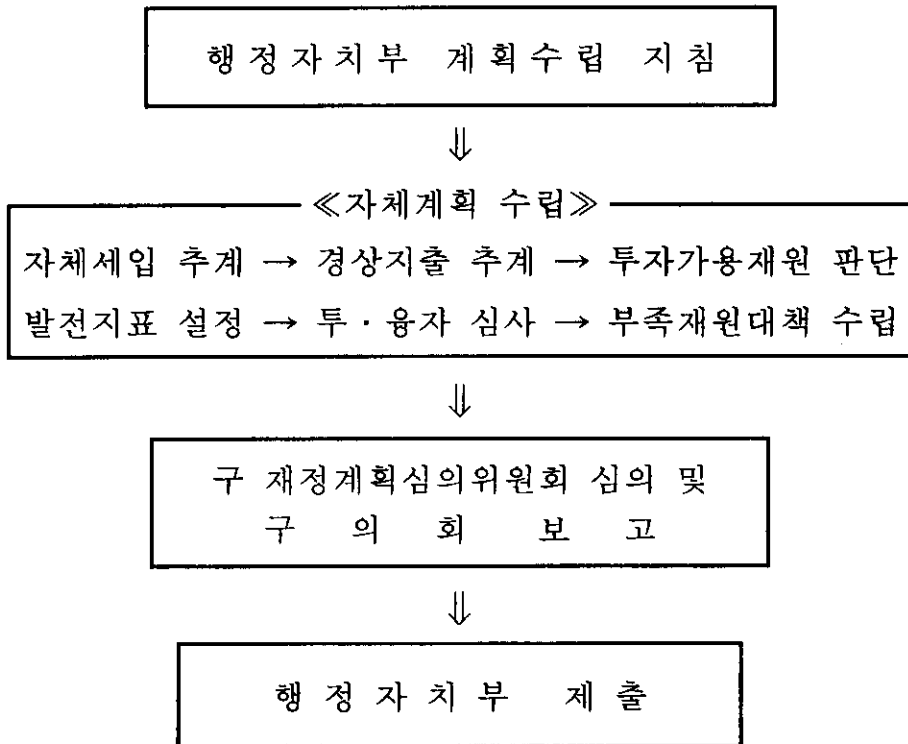 행정자치부 계획수립 지침
⇓
≪자체계획 수립≫
자체세입 추계 → 경상지출 추계 → 투자가용재원 판단
발전지표 설정 → 투·융자 심사 → 부족재원대책 수립
⇓
구 재정계획심의위원회 심의 및
구 의 회 보 고
⇓
행정자치부 제출